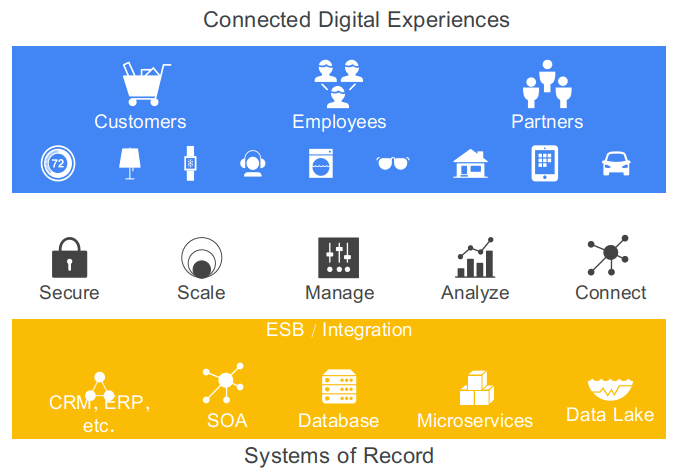 Connected Digital Experiences
Customers Employees Partners
72
Secure Scale Manage Analyze Connect
ESB / Integration
CRM, ERP,
etc. SOA Database Microservices Data Lake
Systems of Record